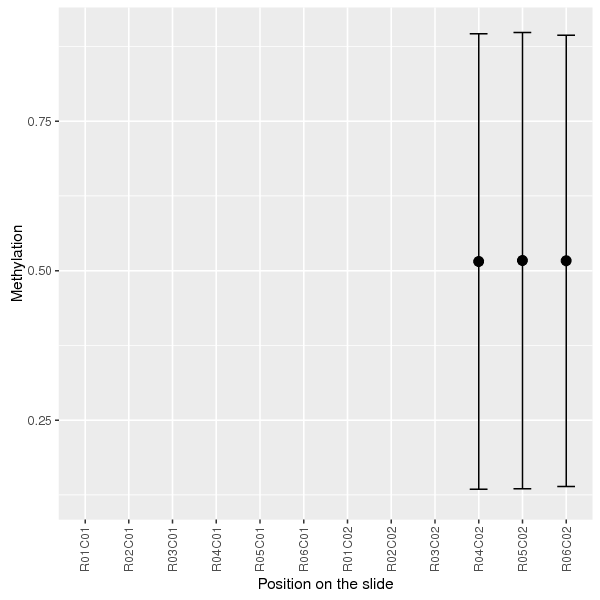 Methylation
0.75
0.50
0.25
R01C01
R02C01
R03C01
R04C01
R05C01
R06C01
R01C02
R02C02
R03C02
R04C02
R05C02
R06C02
Position on the slide